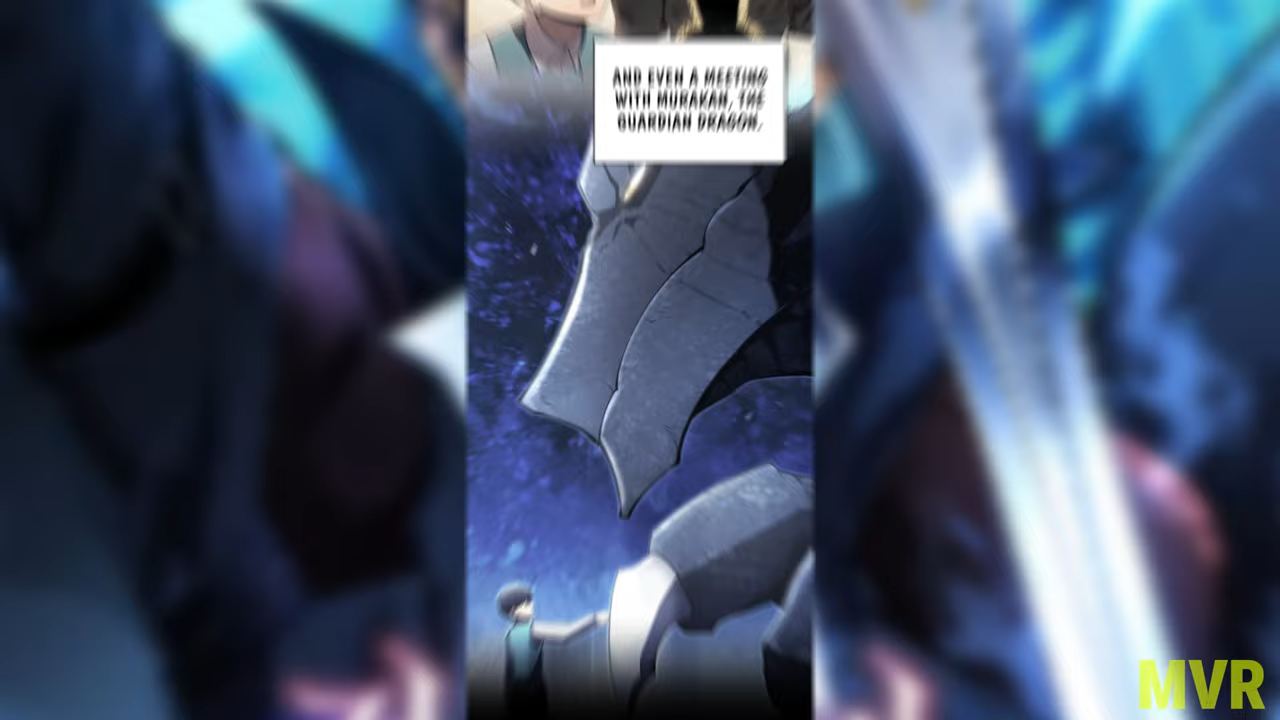 AND EVEN A MEETING
WITH MURAKAN, THE
GUARDIAN DRAGON.
MVR